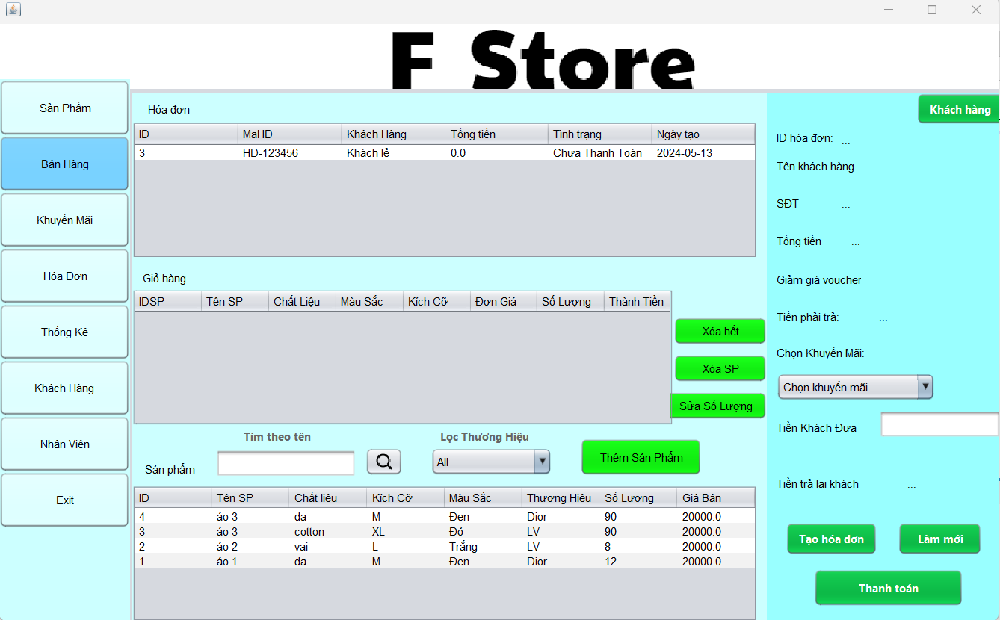 F Store
Sản Phẩm
Bán Hàng
Khuyến Mãi
Hóa Đơn
Thống Kê
Khách Hàng
Nhân Viên
Exit
Hóa đơn
ID MaHD Khách Hàng Tổng tiền Tình trạng Ngày tạo
3 HD-123456 Khách lẻ 0.0 Chưa Thanh Toán 2024-05-13
Giỏ hàng
IDSP Tên SP Chất Liệu Màu Sắc Kích Cỡ Đơn Giá Số Lượng Thành Tiền
Xóa hết
Xóa SP
Sửa Số Lượng
Tìm theo tên Lọc Thương Hiệu
Sản phẩm All Thêm Sản Phẩm
ID Tên SP Chất liệu Kích Cỡ Màu Sắc Thương Hiệu Số Lượng Giá Bán
4 áo 3 da M Đen Dior 90 20000.0
3 áo 3 cotton XL Đỏ LV 90 20000.0
2 áo 2 vai L Trắng LV 8 20000.0
1 áo 1 da M Đen Dior 12 20000.0
Khách hàng
ID hóa đơn: ...
Tên khách hàng ...
SĐT ...
Tổng tiền ...
Giảm giá voucher ...
Tiền phải trả: ...
Chọn Khuyến Mãi:
Chọn khuyến mãi
Tiền Khách Đưa
Tiền trả lại khách ...
Tạo hóa đơn Làm mới
Thanh toán